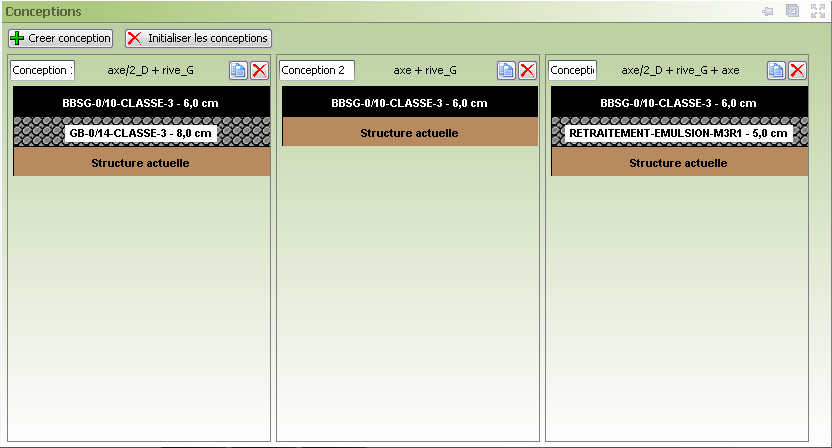 Conceptions
Creer conception Initialiser les conceptions
Conception 1 axe/2_D + rive_G
BBSG-0/10-CLASSE-3 - 6,0 cm
GB-0/14-CLASSE-3 - 8,0 cm
Structure actuelle
Conception 2 axe + rive_G
BBSG-0/10-CLASSE-3 - 6,0 cm
Structure actuelle
Concepti axe/2_D + rive_G + axe
BBSG-0/10-CLASSE-3 - 6,0 cm
RETRAITEMENT-EMULSION-M3R1 - 5,0 cm
Structure actuelle